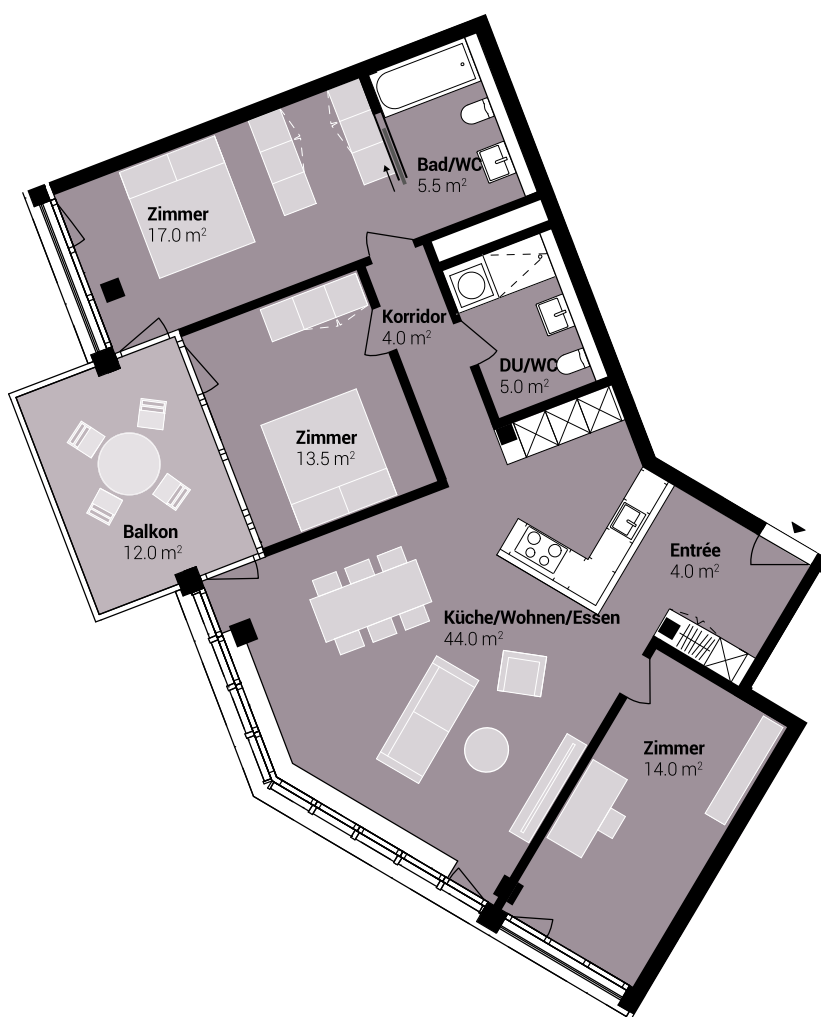 Bad/WC
5.5 m²
Zimmer
17.0 m²
Korridor
4.0 m²
DU/WC
5.0 m²
Zimmer
13.5 m²
Balkon
12.0 m²
Entrée
4.0 m²
Küche/Wohnen/Essen
44.0 m²
Zimmer
14.0 m²